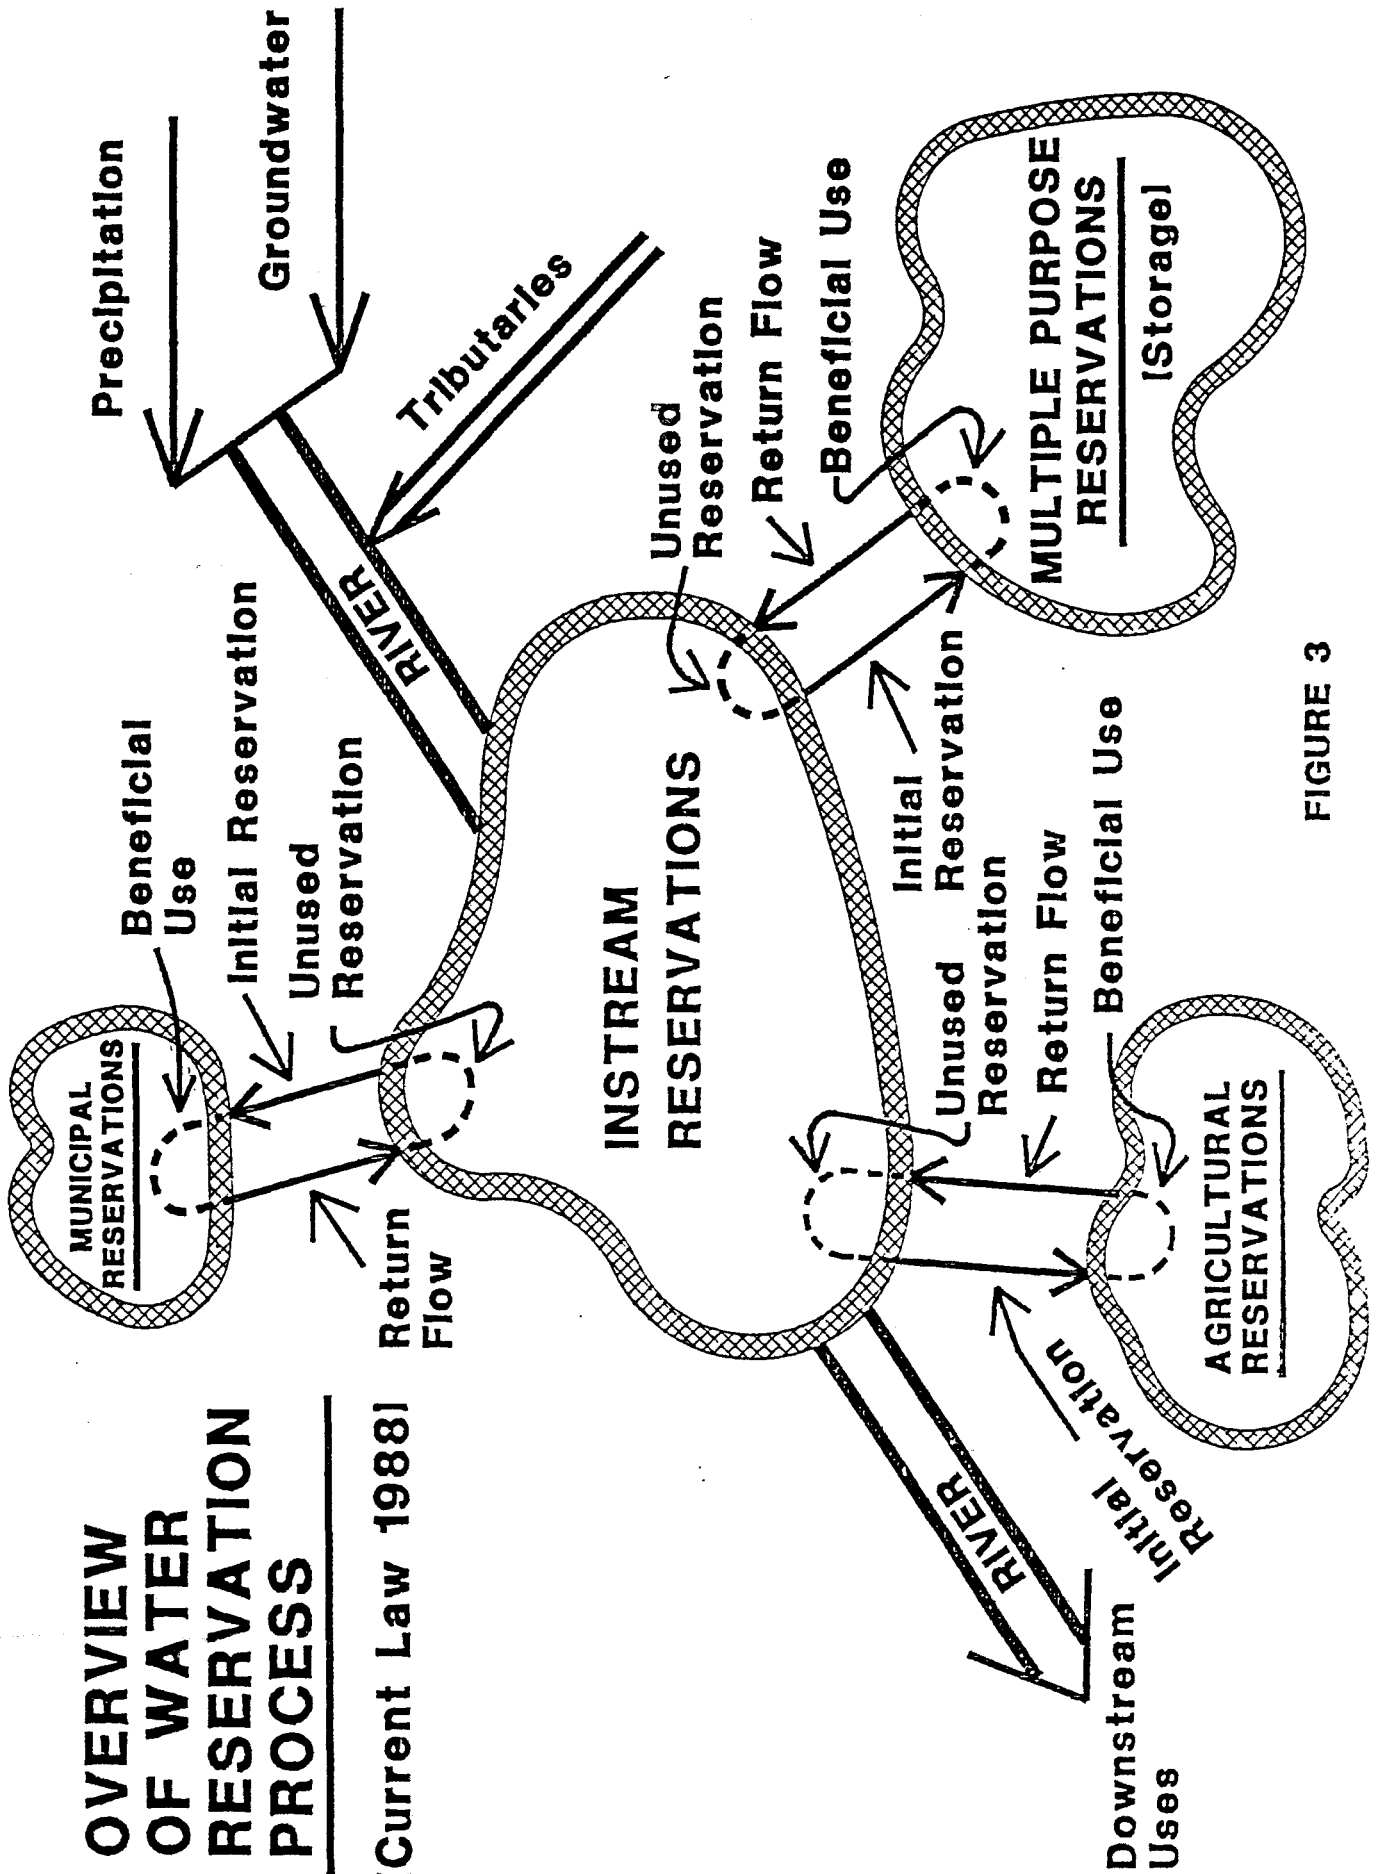 OVERVIEW
OF WATER
RESERVATION
PROCESS
[Current Law 1988]
MUNICIPAL
RESERVATIONS
Beneficial
Use
Initial Reservation
Unused
Reservation
Return
Flow
Precipitation
Groundwater
Tributaries
RIVER
INSTREAM
RESERVATIONS
Unused
Reservation
Return Flow
Beneficial Use
MULTIPLE PURPOSE
RESERVATIONS
[Storage]
Initial
Reservation
Unused
Reservation
Return Flow
Beneficial Use
AGRICULTURAL
RESERVATIONS
Initial
Reservation
RIVER
Downstream
Uses
FIGURE 3